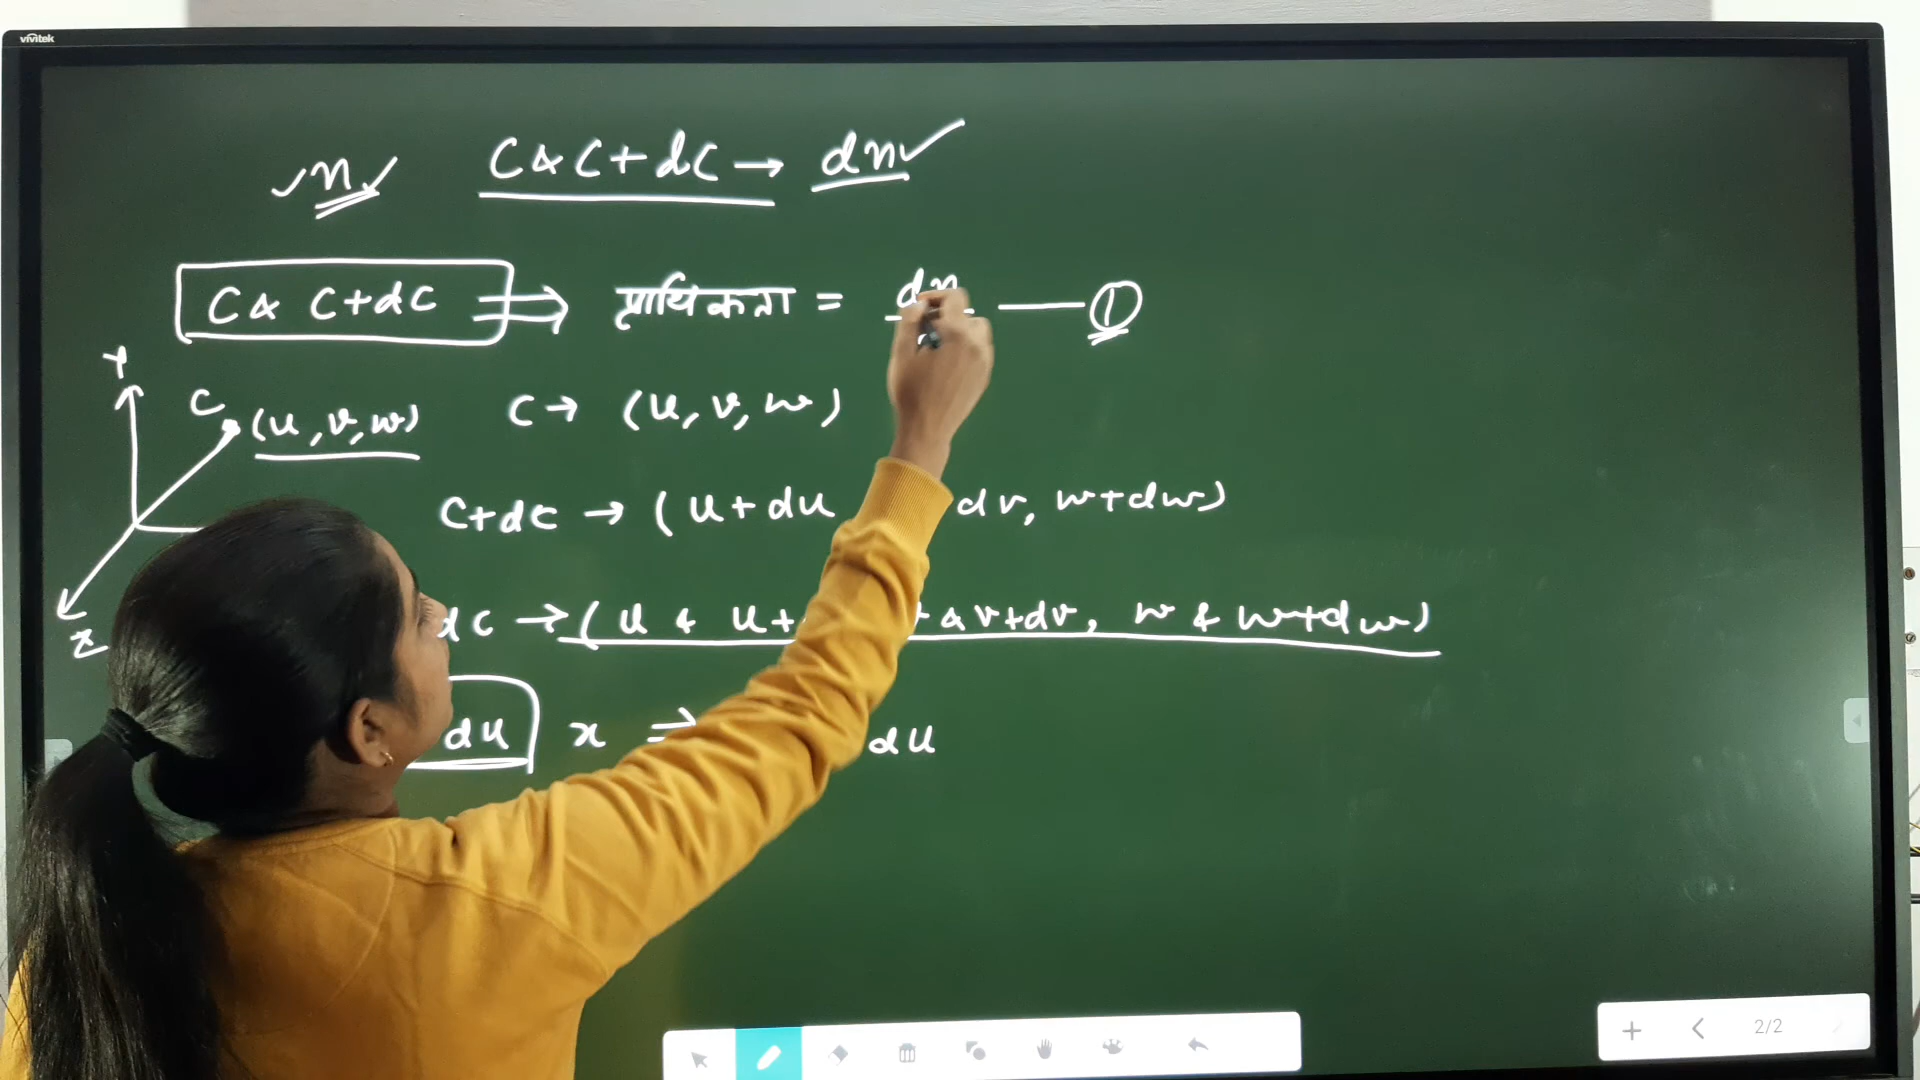 vivitek
n C & C+dC → dn
C & C+dC ⇒ प्रायिकता = dn —— ①
Y
C (u, v, w) C → (u, v, w)
C+dC → (u+du dv, w+dw)
dC → (u & u+ & v+dv, w & w+dw)
Z
du x ⇒ du
2/2